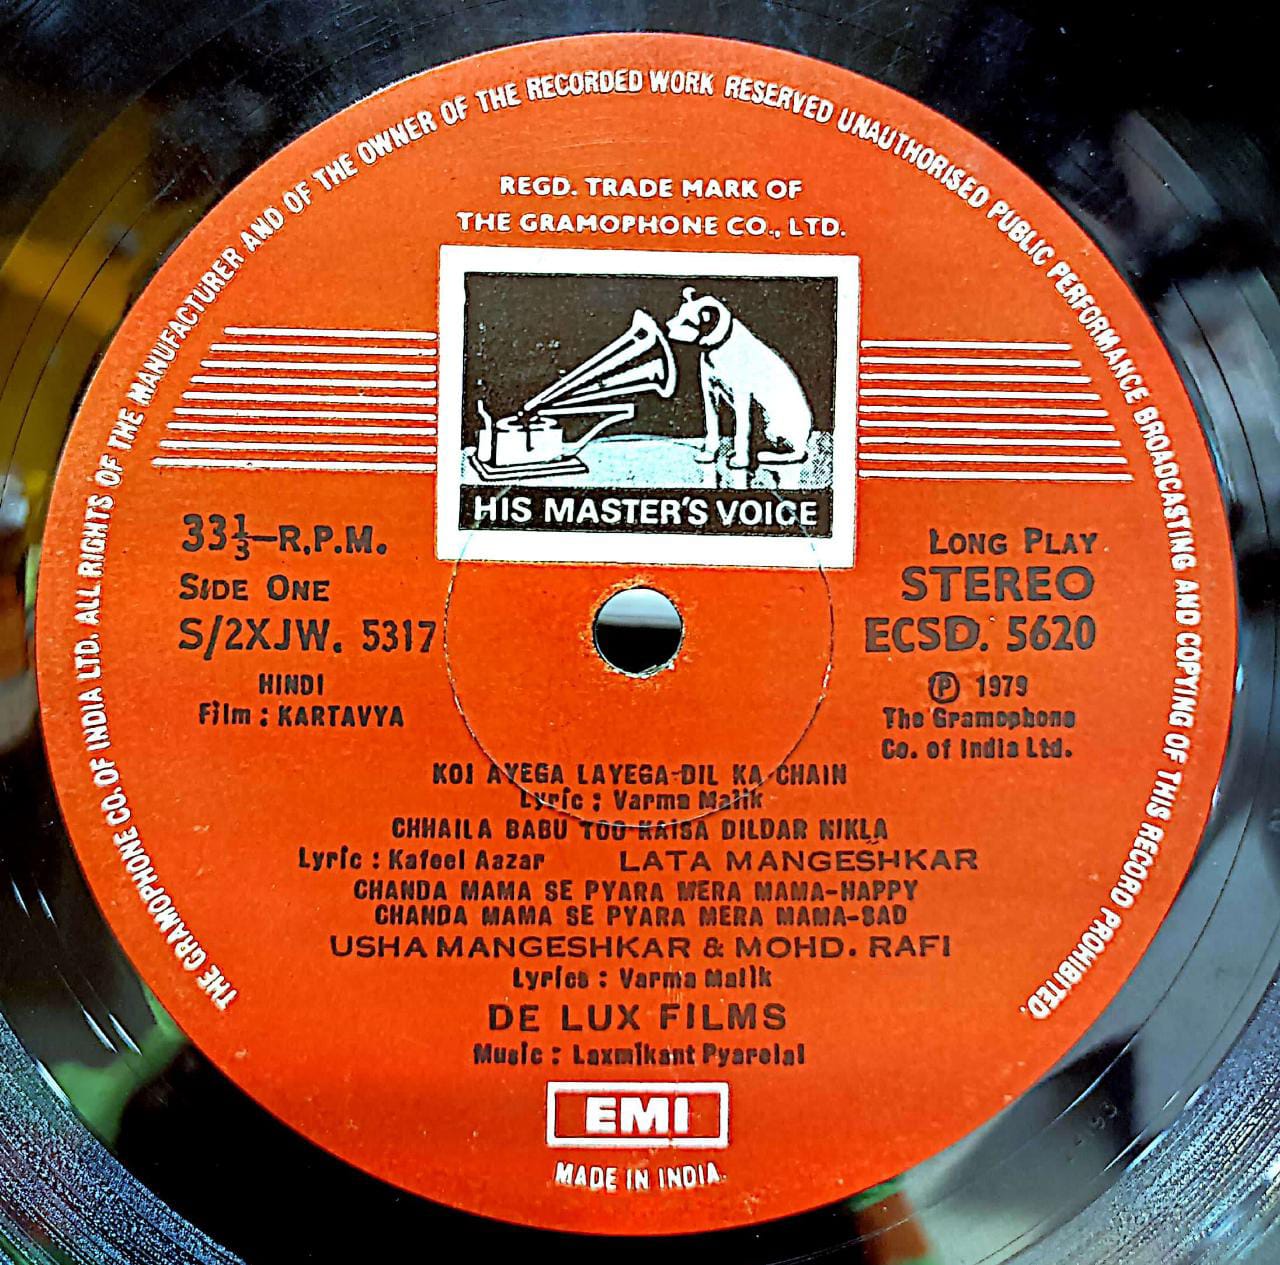 THE GRAMOPHONE CO. OF INDIA LTD. ALL RIGHTS OF THE MANUFACTURER AND OF THE OWNER OF THE RECORDED WORK RESERVED UNAUTHORISED PUBLIC PERFORMANCE BROADCASTING AND COPYING OF THIS RECORD PROHIBITED.
REGD. TRADE MARK OF
THE GRAMOPHONE CO., LTD.
HIS MASTER'S VOICE
33⅓—R.P.M.
SIDE ONE
S/2XJW. 5317
HINDI
Film : KARTAVYA
LONG PLAY
STEREO
ECSD. 5620
Ⓟ 1979
The Gramophone
Co. of India Ltd.
KOI AYEGA LAYEGA-DIL KA CHAIN
Lyric : Varma Malik
CHHAILA BABU TOO KAISA DILDAR NIKLA
Lyric : Kafeel Aazar LATA MANGESHKAR
CHANDA MAMA SE PYARA MERA MAMA-HAPPY
CHANDA MAMA SE PYARA MERA MAMA-SAD
USHA MANGESHKAR & MOHD. RAFI
Lyrics : Varma Malik
DE LUX FILMS
Music : Laxmikant Pyarelal
EMI
MADE IN INDIA